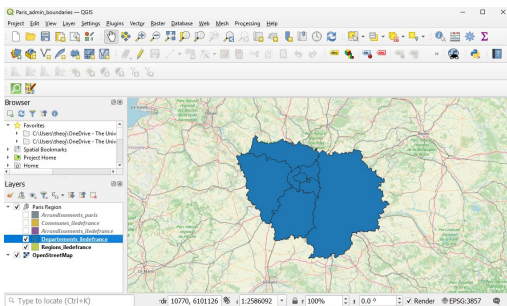 Paris_admin_boundaries — QGIS
Project Edit View Layer Settings Plugins Vector Raster Database Web Mesh Processing Help
Browser
Favorites
C:\Users\theoj\OneDrive - The Univ
C:\Users\theoj\OneDrive - The Univ
Spatial Bookmarks
Project Home
Home
Layers
Paris Region
Arrondissements_paris
Communes_iledefrance
Arrondissements_iledefrance
Departements_iledefrance
Regions_iledefrance
OpenStreetMap
Type to locate (Ctrl+K)
10770, 6101126
1:2586092
100%
0.0 °
Render
EPSG:3857